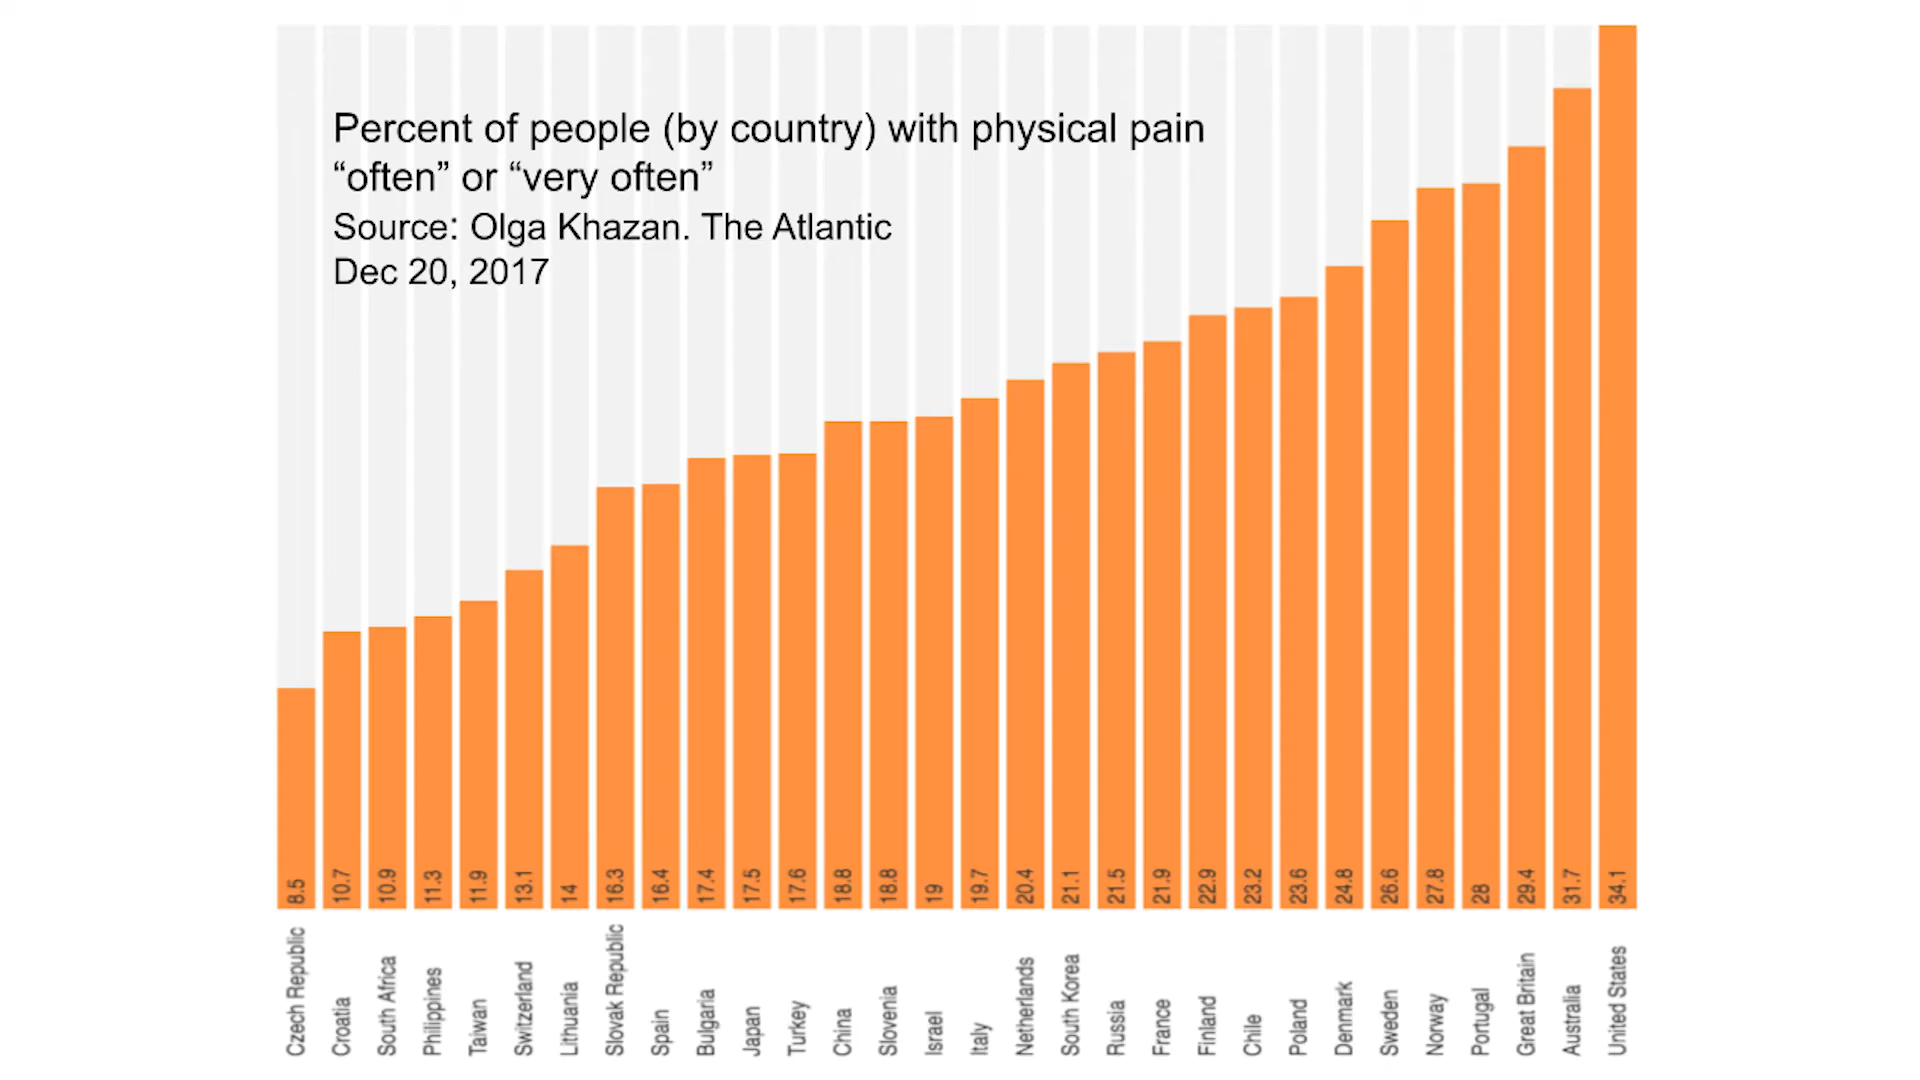 Percent of people (by country) with physical pain
“often” or “very often”
Source: Olga Khazan. The Atlantic
Dec 20, 2017
8.5
10.7
10.9
11.3
11.9
13.1
14
16.3
16.4
17.4
17.5
17.6
18.8
18.8
19
19.7
20.4
21.1
21.5
21.9
22.9
23.2
23.6
24.8
26.6
27.8
28
29.4
31.7
34.1
Czech Republic
Croatia
South Africa
Philippines
Taiwan
Switzerland
Lithuania
Slovak Republic
Spain
Bulgaria
Japan
Turkey
China
Slovenia
Israel
Italy
Netherlands
South Korea
Russia
France
Finland
Chile
Poland
Denmark
Sweden
Norway
Portugal
Great Britain
Australia
United States